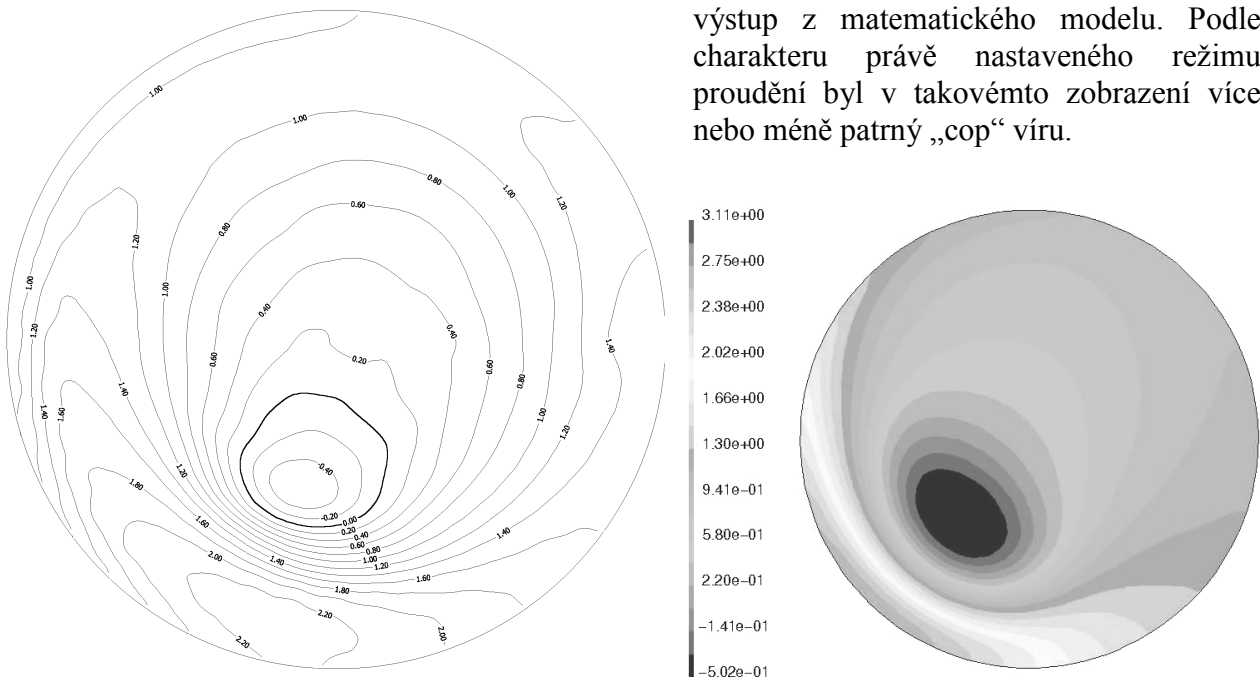 výstup z matematického modelu. Podle
charakteru právě nastaveného režimu
proudění byl v takovémto zobrazení více
nebo méně patrný „cop“ víru.
3.11e+00
2.75e+00
2.38e+00
2.02e+00
1.66e+00
1.30e+00
9.41e-01
5.80e-01
2.20e-01
-1.41e-01
-5.02e-01
1.00
1.00
0.80
1.00
0.60
1.20
1.20
0.80
0.40
1.00
1.00
1.20
0.40
0.40
1.40
0.20
0.60
0.60
0.80
1.40
1.40
1.60
1.00
1.20
1.20
-0.40
1.80
1.60
-0.20
0.00
0.20
0.40
0.60
0.80
1.00
1.20
1.40
2.00
1.40
1.60
1.80
2.20
2.20
2.00